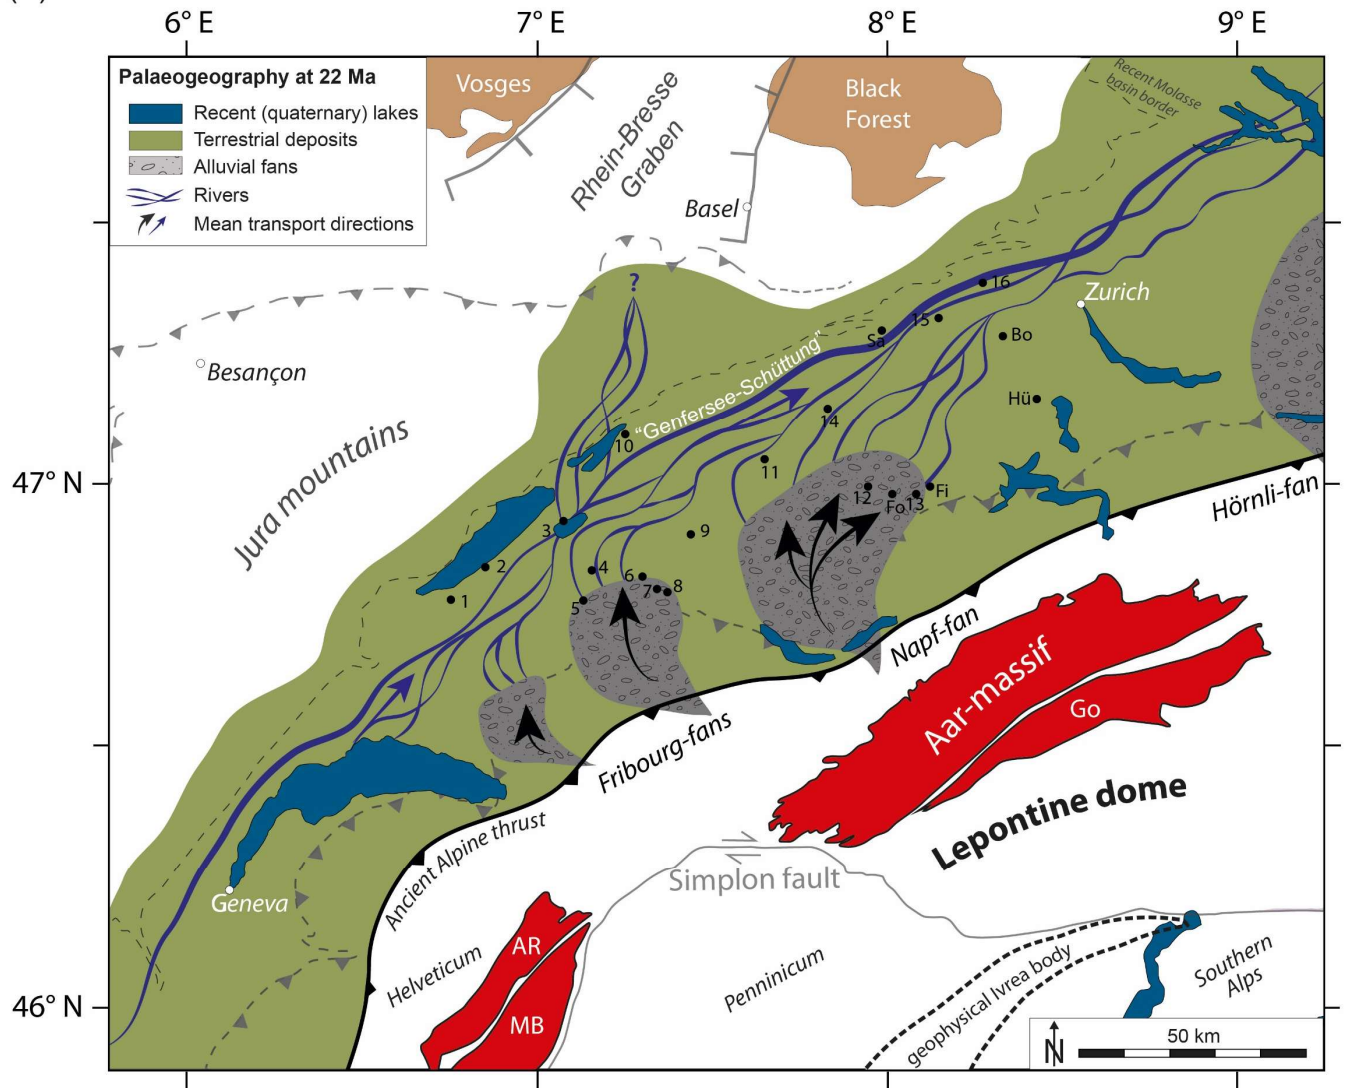 6° E
7° E
8° E
9° E
Palaeogeography at 22 Ma
Recent (quaternary) lakes
Terrestrial deposits
Alluvial fans
Rivers
Mean transport directions
Vosges
Rhein-Bresse
Graben
Black
Forest
Recent Molasse
basin border
Basel
?
16
Zurich
15
Sa
Bo
"Genfersee-Schüttung"
Besançon
Hü
14
10
Jura mountains
11
47° N
12
Fo
13
Fi
Hörnli-fan
3
9
2
4
6
7
8
1
5
Napf-fan
Aar-massif
Go
Fribourg-fans
Lepontine dome
Ancient Alpine thrust
Simplon fault
Geneva
Helveticum
AR
MB
Penninicum
geophysical Ivrea body
Southern
Alps
46° N
N
50 km